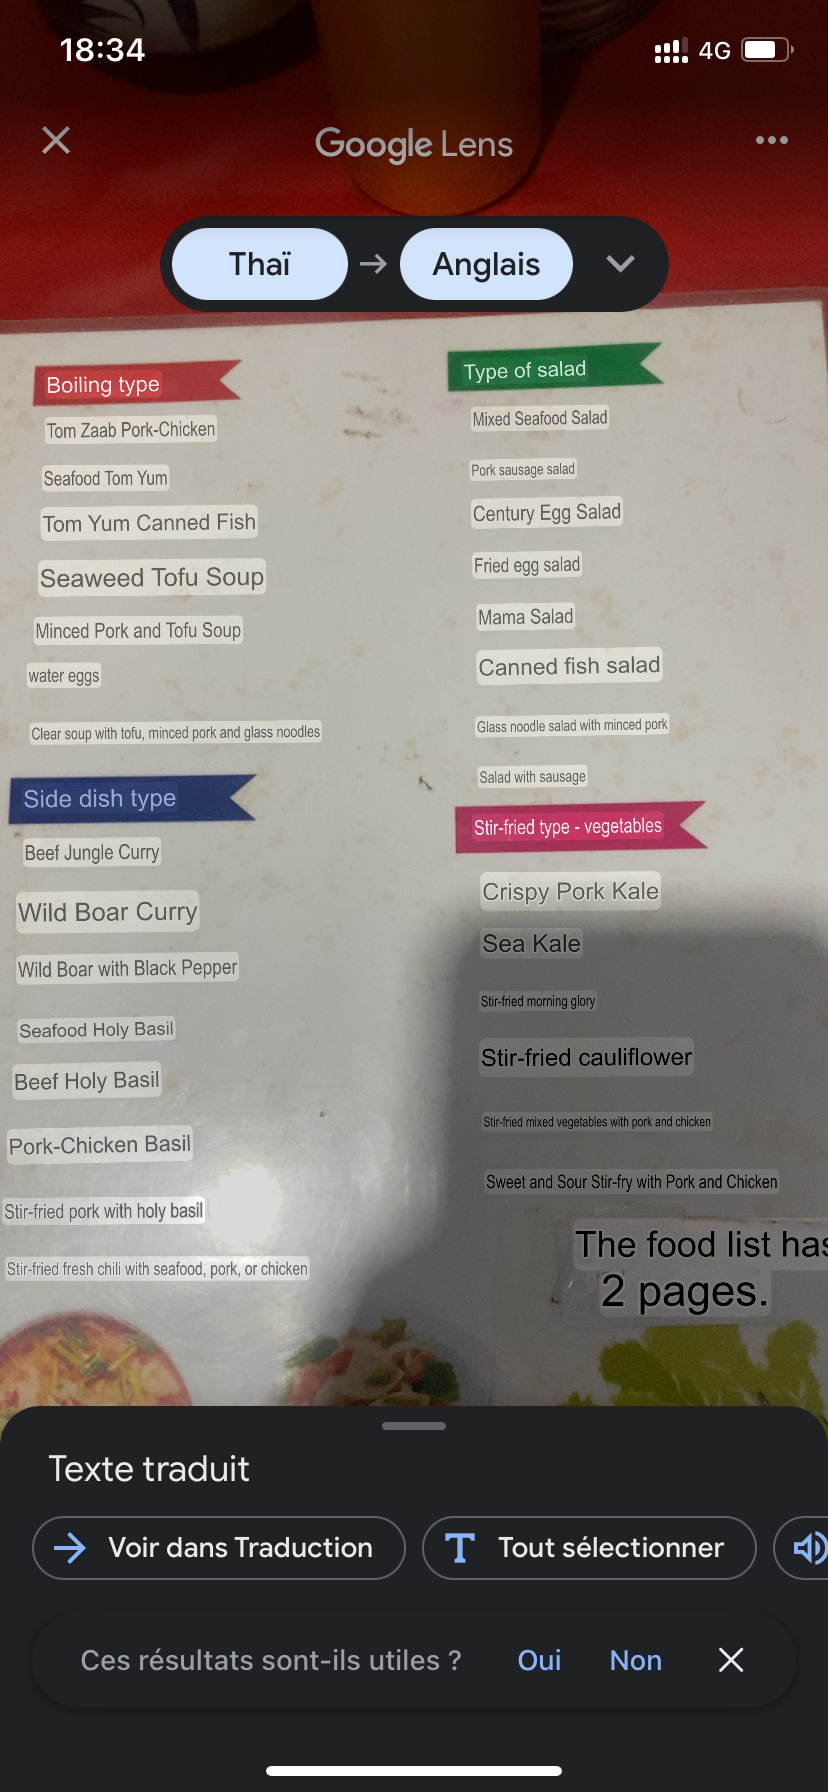 18:34
4G
Google Lens
Thaï → Anglais
Boiling type
Tom Zaab Pork-Chicken
Seafood Tom Yum
Tom Yum Canned Fish
Seaweed Tofu Soup
Minced Pork and Tofu Soup
water eggs
Clear soup with tofu, minced pork and glass noodles
Side dish type
Beef Jungle Curry
Wild Boar Curry
Wild Boar with Black Pepper
Seafood Holy Basil
Beef Holy Basil
Pork-Chicken Basil
Stir-fried pork with holy basil
Stir-fried fresh chili with seafood, pork, or chicken
Type of salad
Mixed Seafood Salad
Pork sausage salad
Century Egg Salad
Fried egg salad
Mama Salad
Canned fish salad
Glass noodle salad with minced pork
Salad with sausage
Stir-fried type - vegetables
Crispy Pork Kale
Sea Kale
Stir-fried morning glory
Stir-fried cauliflower
Stir-fried mixed vegetables with pork and chicken
Sweet and Sour Stir-fry with Pork and Chicken
The food list has
2 pages.
Texte traduit
Voir dans Traduction
Tout sélectionner
Ces résultats sont-ils utiles ?
Oui
Non